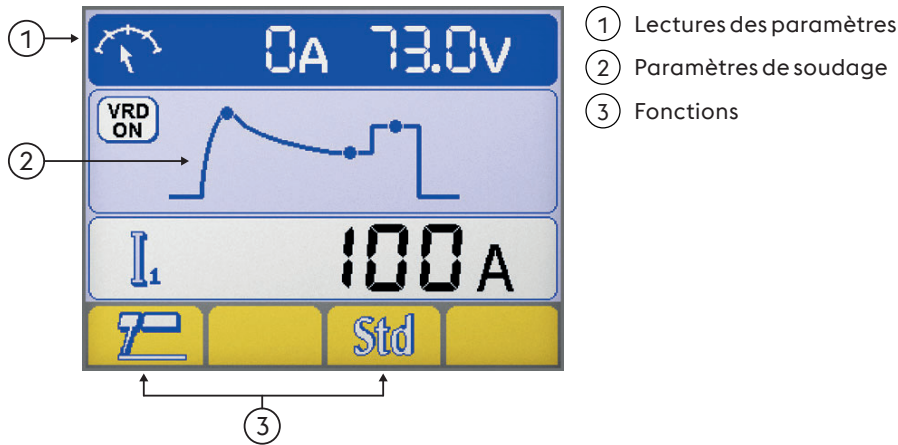 1 Lectures des paramètres
2 Paramètres de soudage
3 Fonctions
1
0A 73.0V
VRD
ON
2
I1
100 A
Std
3